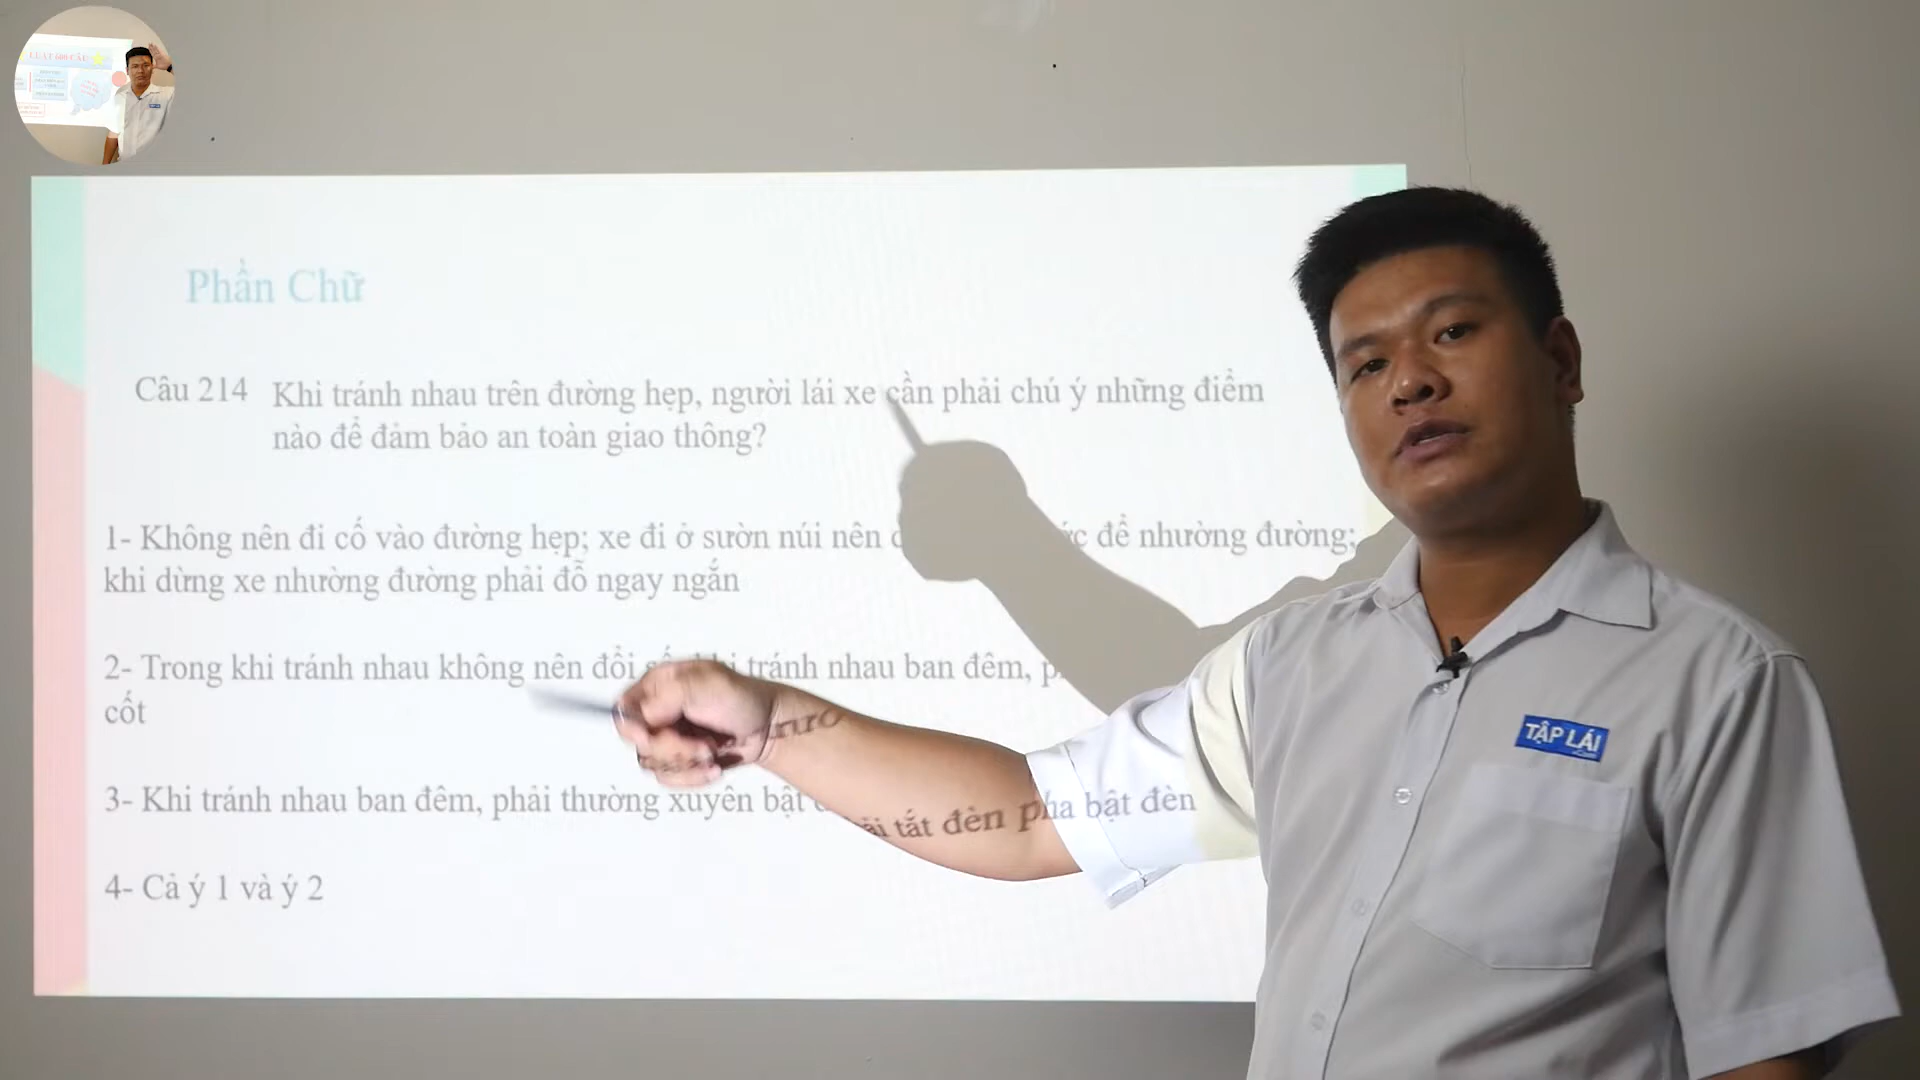 LUẬT 600 CÂU
Phần Chữ
Câu 214 Khi tránh nhau trên đường hẹp, người lái xe cần phải chú ý những điểm
nào để đảm bảo an toàn giao thông?
1- Không nên đi cố vào đường hẹp; xe đi ở sườn núi nên để nhường đường;
khi dừng xe nhường đường phải đỗ ngay ngắn
2- Trong khi tránh nhau không nên đổi tránh nhau ban đêm,
cốt
3- Khi tránh nhau ban đêm, phải thường xuyên bật
tắt đèn pha bật đèn
4- Cả ý 1 và ý 2
TẬP LÁI
.Com